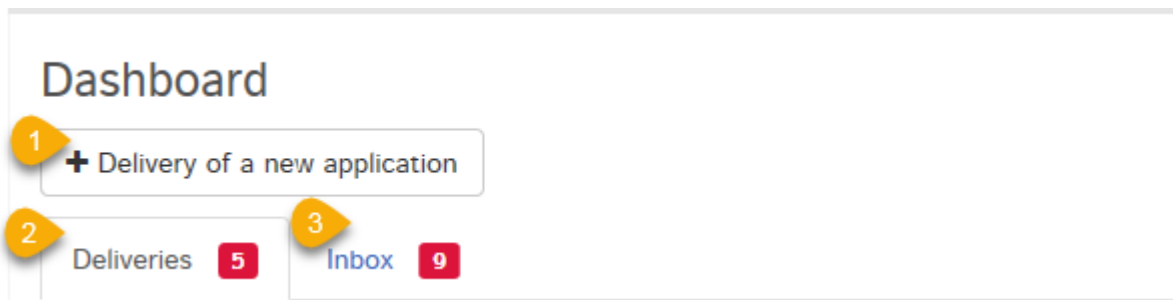 Dashboard
1
+ Delivery of a new application
2 Deliveries 5 3 Inbox 9